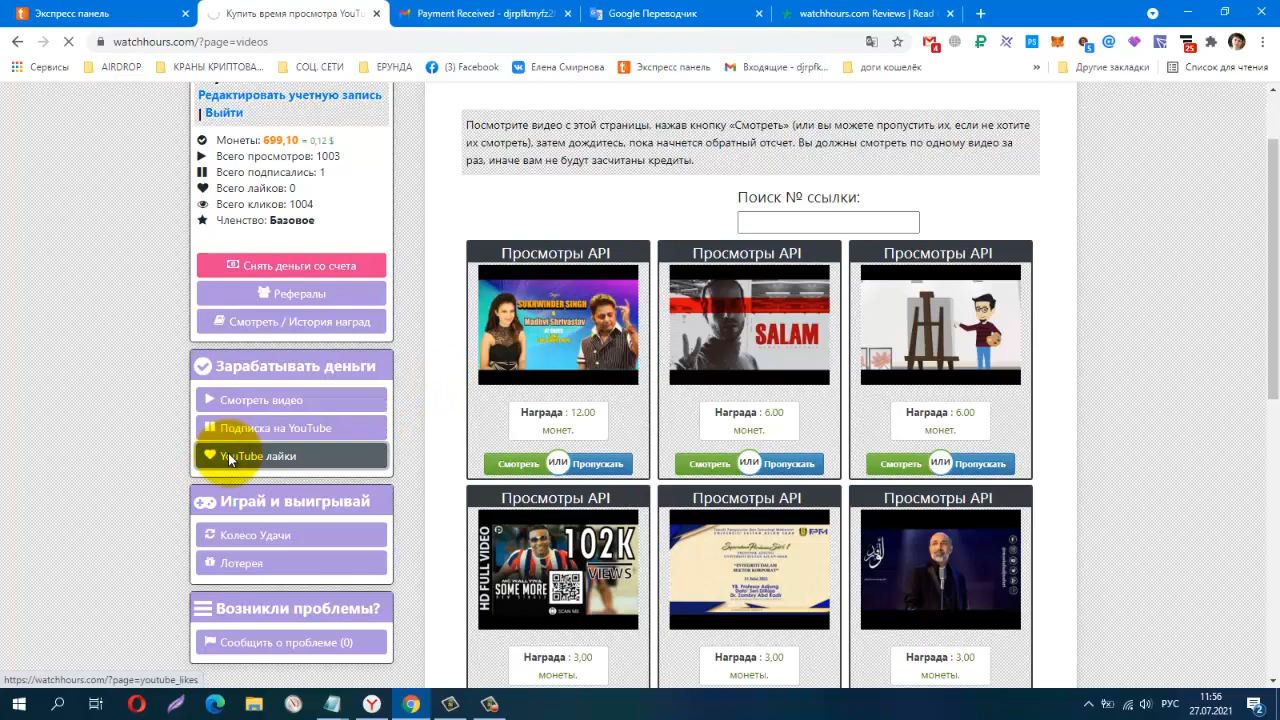 Экспресс панель
Купить время просмотра YouTu
Payment Received - djrpfkmyfz2
Google Переводчик
watchhours.com Reviews | Read
watchhours.com/?page=videos
Сервисы
AIRDROP
КРАНЫ КРИПТОВА...
СОЦ. СЕТИ
ЕРУНДА
(3) Facebook
Елена Смирнова
Экспресс панель
Входящие - djrpfk...
доги кошелёк
»
Другие закладки
Список для чтения
Редактировать учетную запись
| Выйти
Монеты: 699,10 = 0,12 $
Всего просмотров: 1003
Всего подписались: 1
Всего лайков: 0
Всего кликов: 1004
Членство: Базовое
Снять деньги со счета
Рефералы
Смотреть /История наград
Зарабатывать деньги
Смотреть видео
Подписка на YouTube
YouTube лайки
Играй и выигрывай
Колесо Удачи
Лотерея
Возникли проблемы?
Сообщить о проблеме (0)
Посмотрите видео с этой страницы, нажав кнопку «Смотреть» (или вы можете пропустить их, если не хотите
их смотреть), затем дождитесь, пока начнется обратный отсчет. Вы должны смотреть по одному видео за
раз, иначе вам не будут засчитаны кредиты.
Поиск № ссылки:
Просмотры API
SUKHWINDER SINGH
&
Madhvi Shrivastav
Награда : 12.00
монет.
Смотреть ИЛИ Пропускать
Просмотры API
SALAM
Награда : 6.00
монет.
Смотреть ИЛИ Пропускать
Просмотры API
Награда : 6.00
монет.
Смотреть ИЛИ Пропускать
Просмотры API
HD FULL VIDEO
102K
VIEWS
MC WALLYWA
SOME MORE
SCAN ME
Награда : 3,00
монеты.
Просмотры API
Награда : 3,00
монеты.
Просмотры API
Награда : 3,00
монеты.
https://watchhours.com/?page=youtube_likes
РУС
11:56
27.07.2021